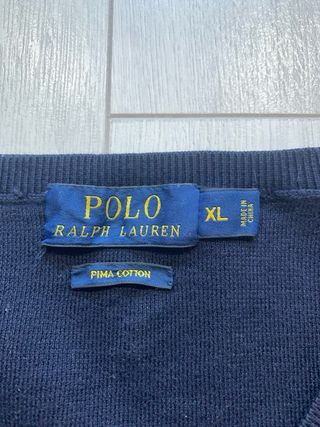 POLO
RALPH LAUREN
XL
MADE IN
CHINA
PIMA COTTON